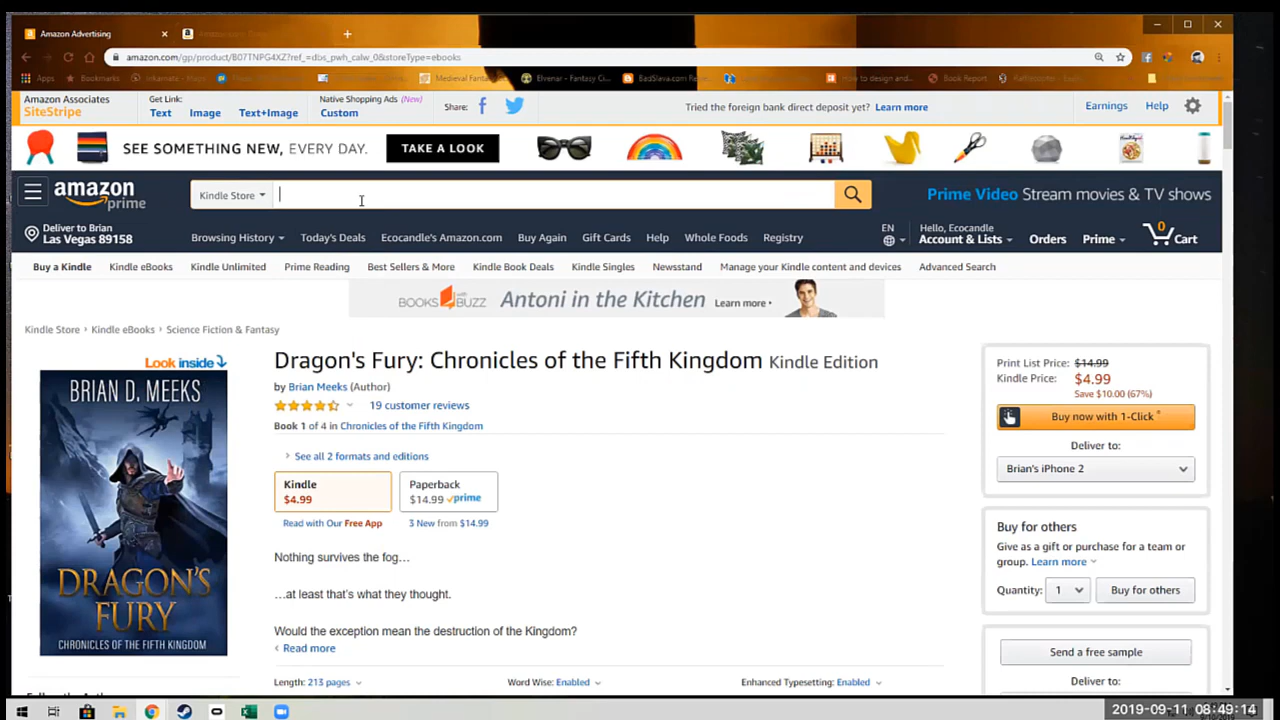 Amazon Advertising
amazon.com/gp/product/B07TNPG4XZ?ref_=dbs_pwh_calw_0&storeType=ebooks
Apps Bookmarks Inkarnate - Medieval Fanta Elvenar - Fantasy Ci... BadSlava.com How to design and Book Report
Amazon Associates
SiteStripe
Get Link:
Text Image Text+Image
Native Shopping Ads (New)
Custom
Share:
Tried the foreign bank direct deposit yet? Learn more
Earnings Help
SEE SOMETHING NEW, EVERY DAY. TAKE A LOOK
amazon
prime
Kindle Store
Prime Video Stream movies & TV shows
Deliver to Brian
Las Vegas 89158
Browsing History Today's Deals Ecocandle's Amazon.com Buy Again Gift Cards Help Whole Foods Registry
EN
Hello, Ecocandle
Account & Lists Orders Prime
0
Cart
Buy a Kindle Kindle eBooks Kindle Unlimited Prime Reading Best Sellers & More Kindle Book Deals Kindle Singles Newsstand Manage your Kindle content and devices Advanced Search
BOOKS with BUZZ Antoni in the Kitchen Learn more
Kindle Store › Kindle eBooks › Science Fiction & Fantasy
Look inside
BRIAN D. MEEKS
DRAGON'S
FURY
CHRONICLES OF THE FIFTH KINGDOM
Dragon's Fury: Chronicles of the Fifth Kingdom Kindle Edition
by Brian Meeks (Author)
19 customer reviews
Book 1 of 4 in Chronicles of the Fifth Kingdom
See all 2 formats and editions
Kindle
$4.99
Paperback
$14.99 prime
Read with Our Free App
3 New from $14.99
Nothing survives the fog…
…at least that's what they thought.
Would the exception mean the destruction of the Kingdom?
Read more
Length: 213 pages Word Wise: Enabled Enhanced Typesetting: Enabled
Print List Price: $14.99
Kindle Price: $4.99
Save $10.00 (67%)
Buy now with 1-Click®
Deliver to:
Brian's iPhone 2
Buy for others
Give as a gift or purchase for a team or
group. Learn more
Quantity: 1 Buy for others
Send a free sample
Deliver to:
2019-09-11 08:49:14